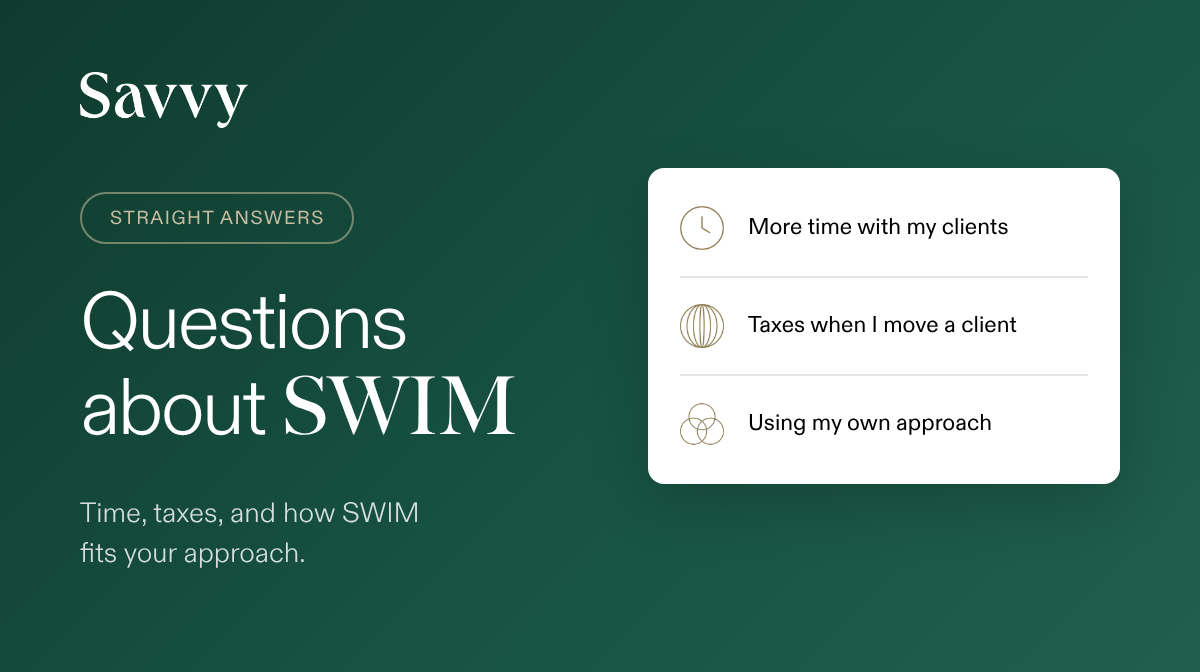 Savvy
STRAIGHT ANSWERS
Questions
about SWIM
Time, taxes, and how SWIM
fits your approach.
More time with my clients
Taxes when I move a client
Using my own approach